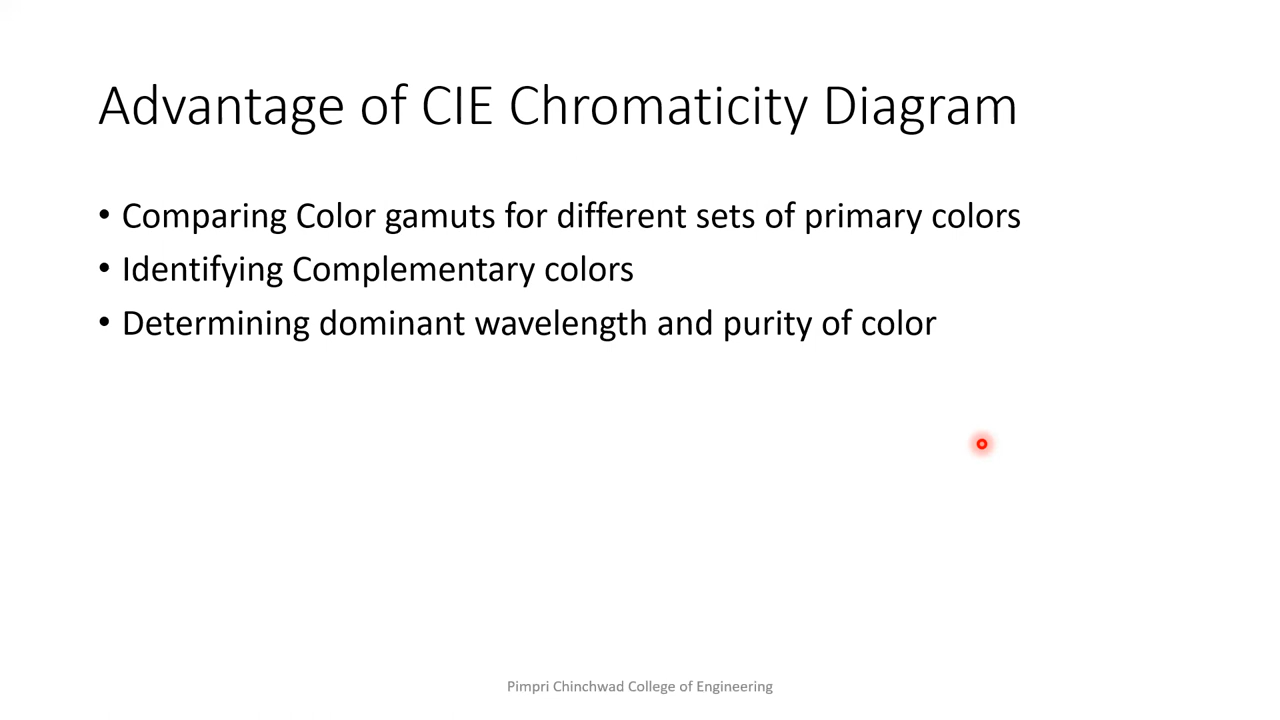 Advantage of CIE Chromaticity Diagram
• Comparing Color gamuts for different sets of primary colors
• Identifying Complementary colors
• Determining dominant wavelength and purity of color
Pimpri Chinchwad College of Engineering